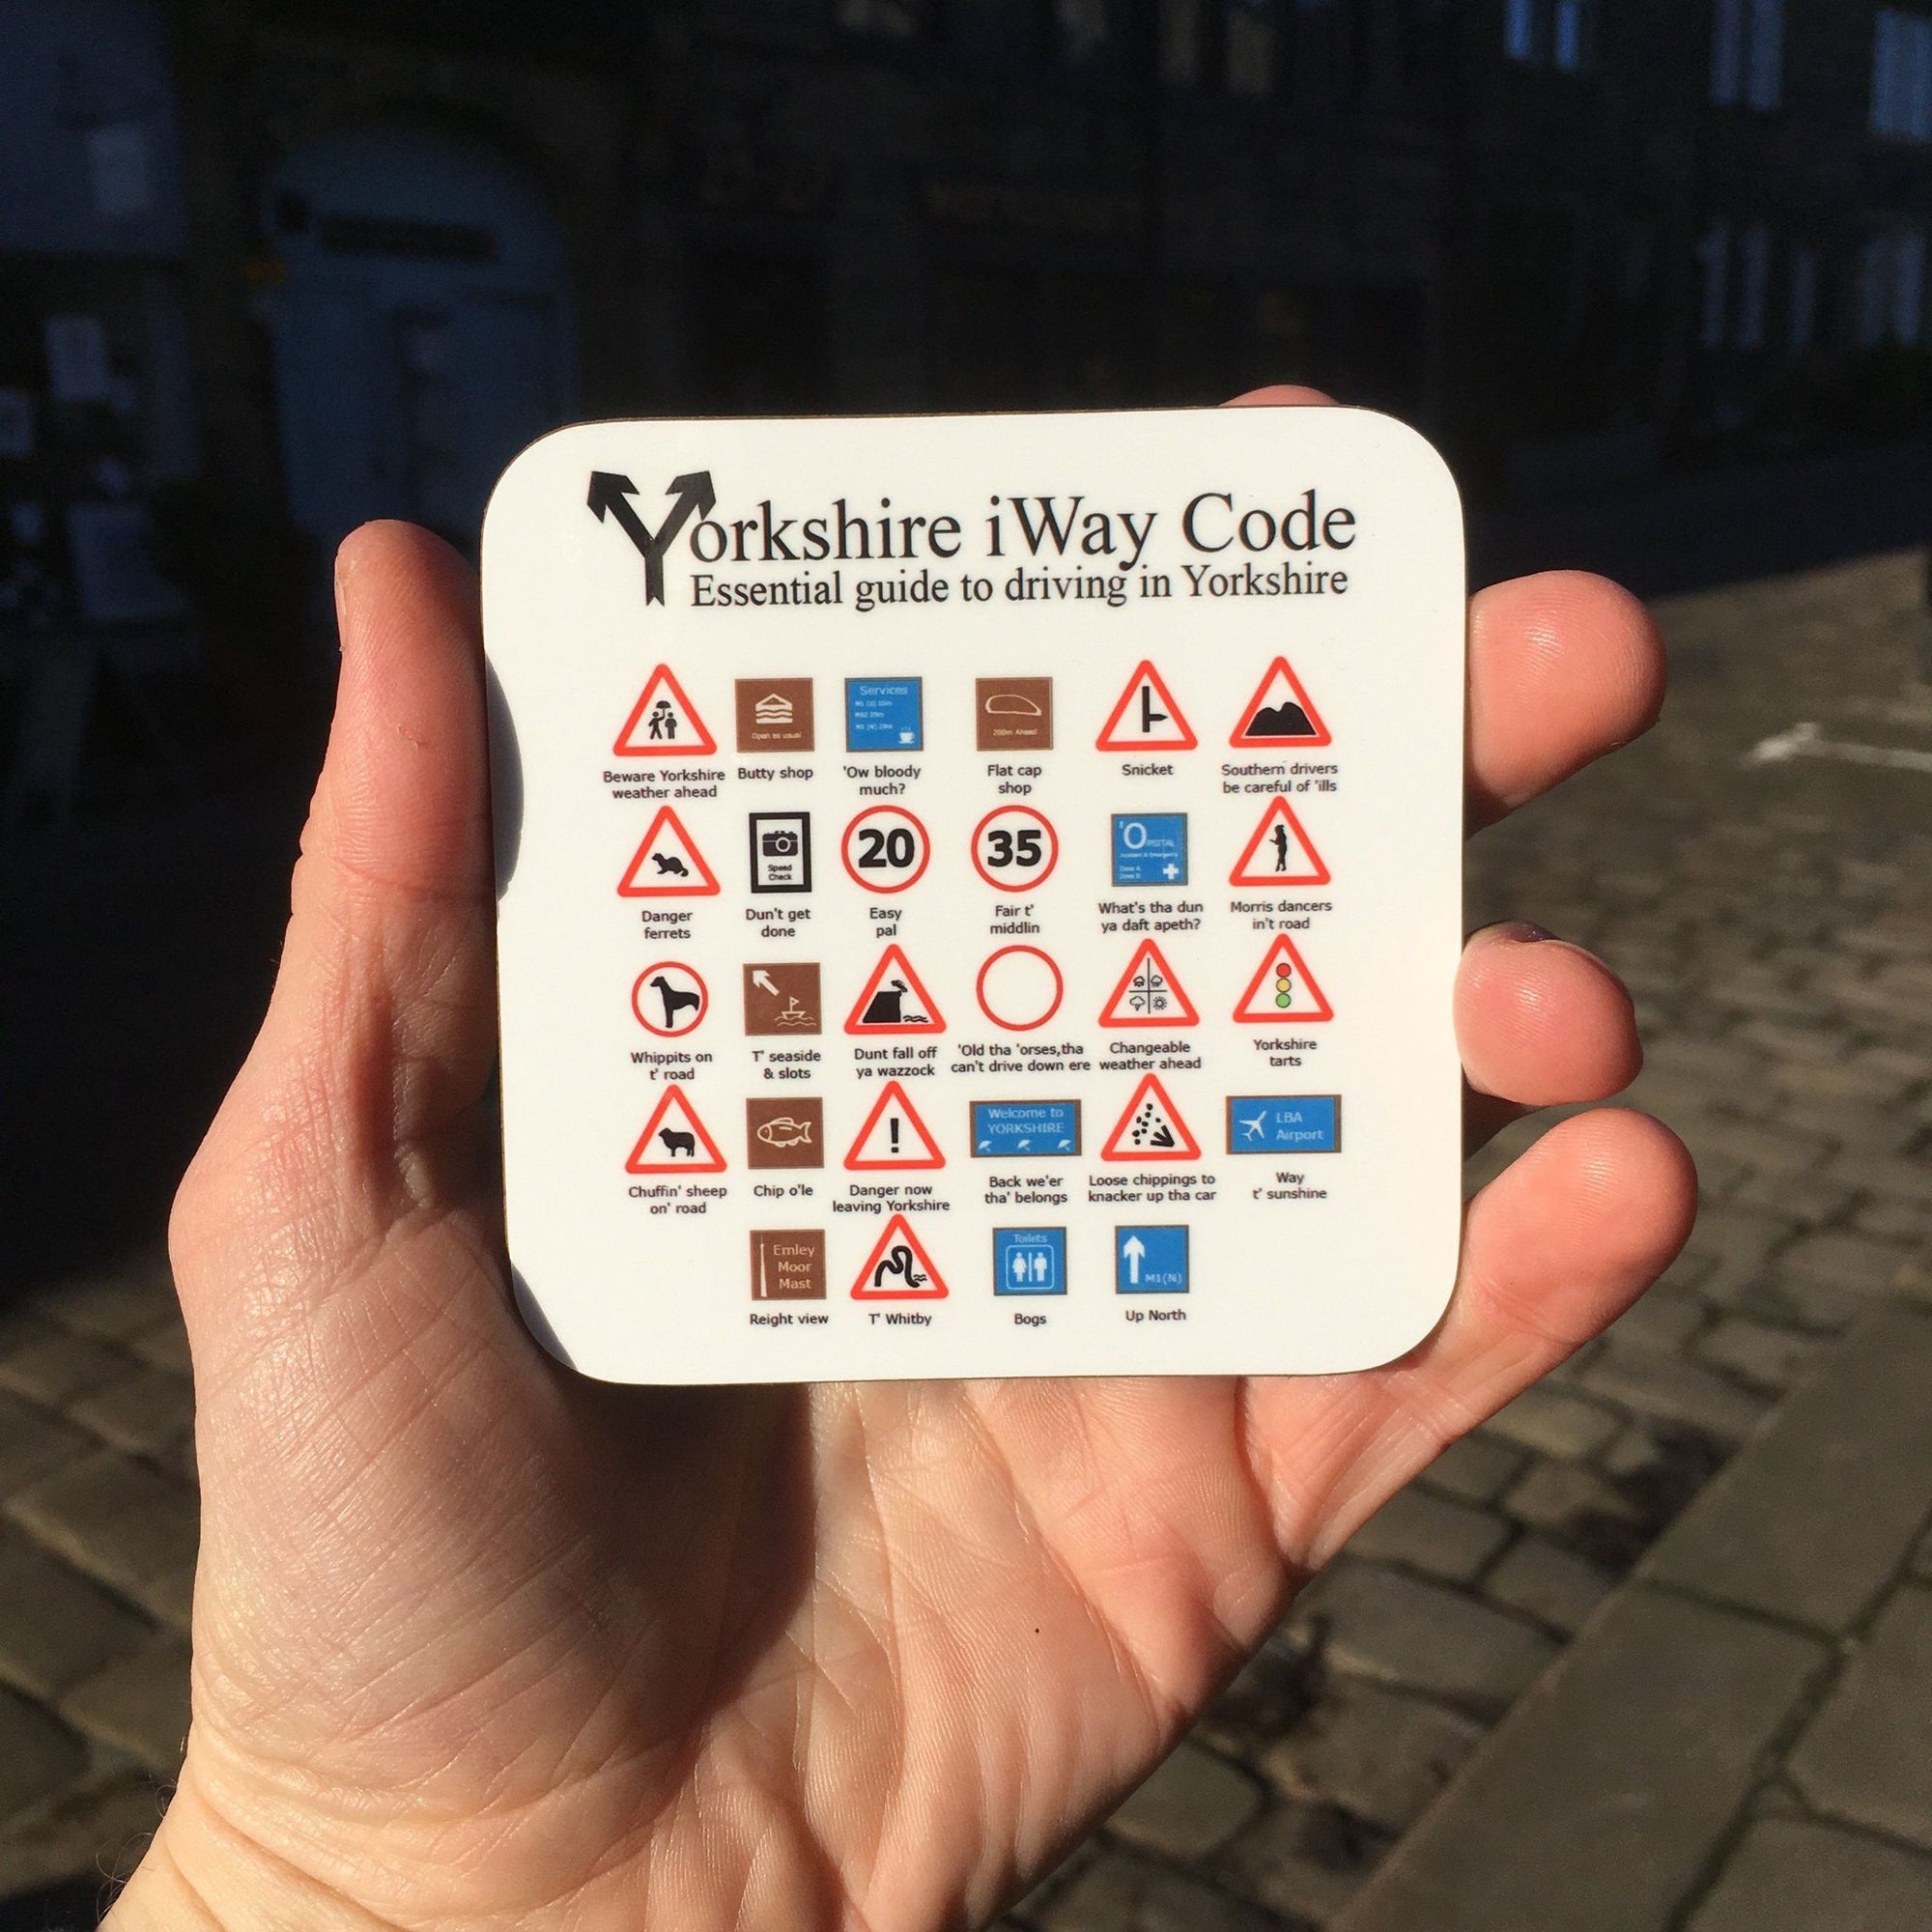 Yorkshire iWay Code
Essential guide to driving in Yorkshire
Beware Yorkshire
weather ahead
Open as usual
Butty shop
Services
'Ow bloody
much?
200m Ahead
Flat cap
shop
Snicket
Southern drivers
be careful of 'ills
Danger
ferrets
Speed
Check
Dun't get
done
20
Easy
pal
35
Fair t'
middlin
'OPSITAL
Accident & Emergency
What's tha dun
ya daft apeth?
Morris dancers
in't road
Whippits on
t' road
T' seaside
& slots
Dunt fall off
ya wazzock
'Old tha 'orses,tha
can't drive down ere
Changeable
weather ahead
Yorkshire
tarts
Chuffin' sheep
on' road
Chip o'le
!
Danger now
leaving Yorkshire
Welcome to
YORKSHIRE
Back we'er
tha' belongs
Loose chippings to
knacker up tha car
LBA
Airport
Way
t' sunshine
Emley
Moor
Mast
Reight view
T' Whitby
Toilets
Bogs
M1(N)
Up North